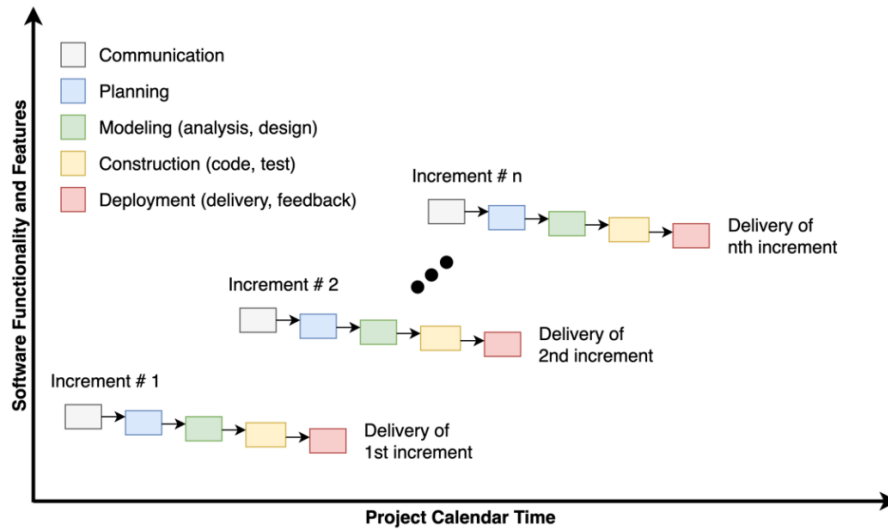 Communication
Planning
Modeling (analysis, design)
Construction (code, test)
Deployment (delivery, feedback)
Increment # n
Delivery of
nth increment
Increment # 2
Delivery of
2nd increment
Increment # 1
Delivery of
1st increment
Software Functionality and Features
Project Calendar Time